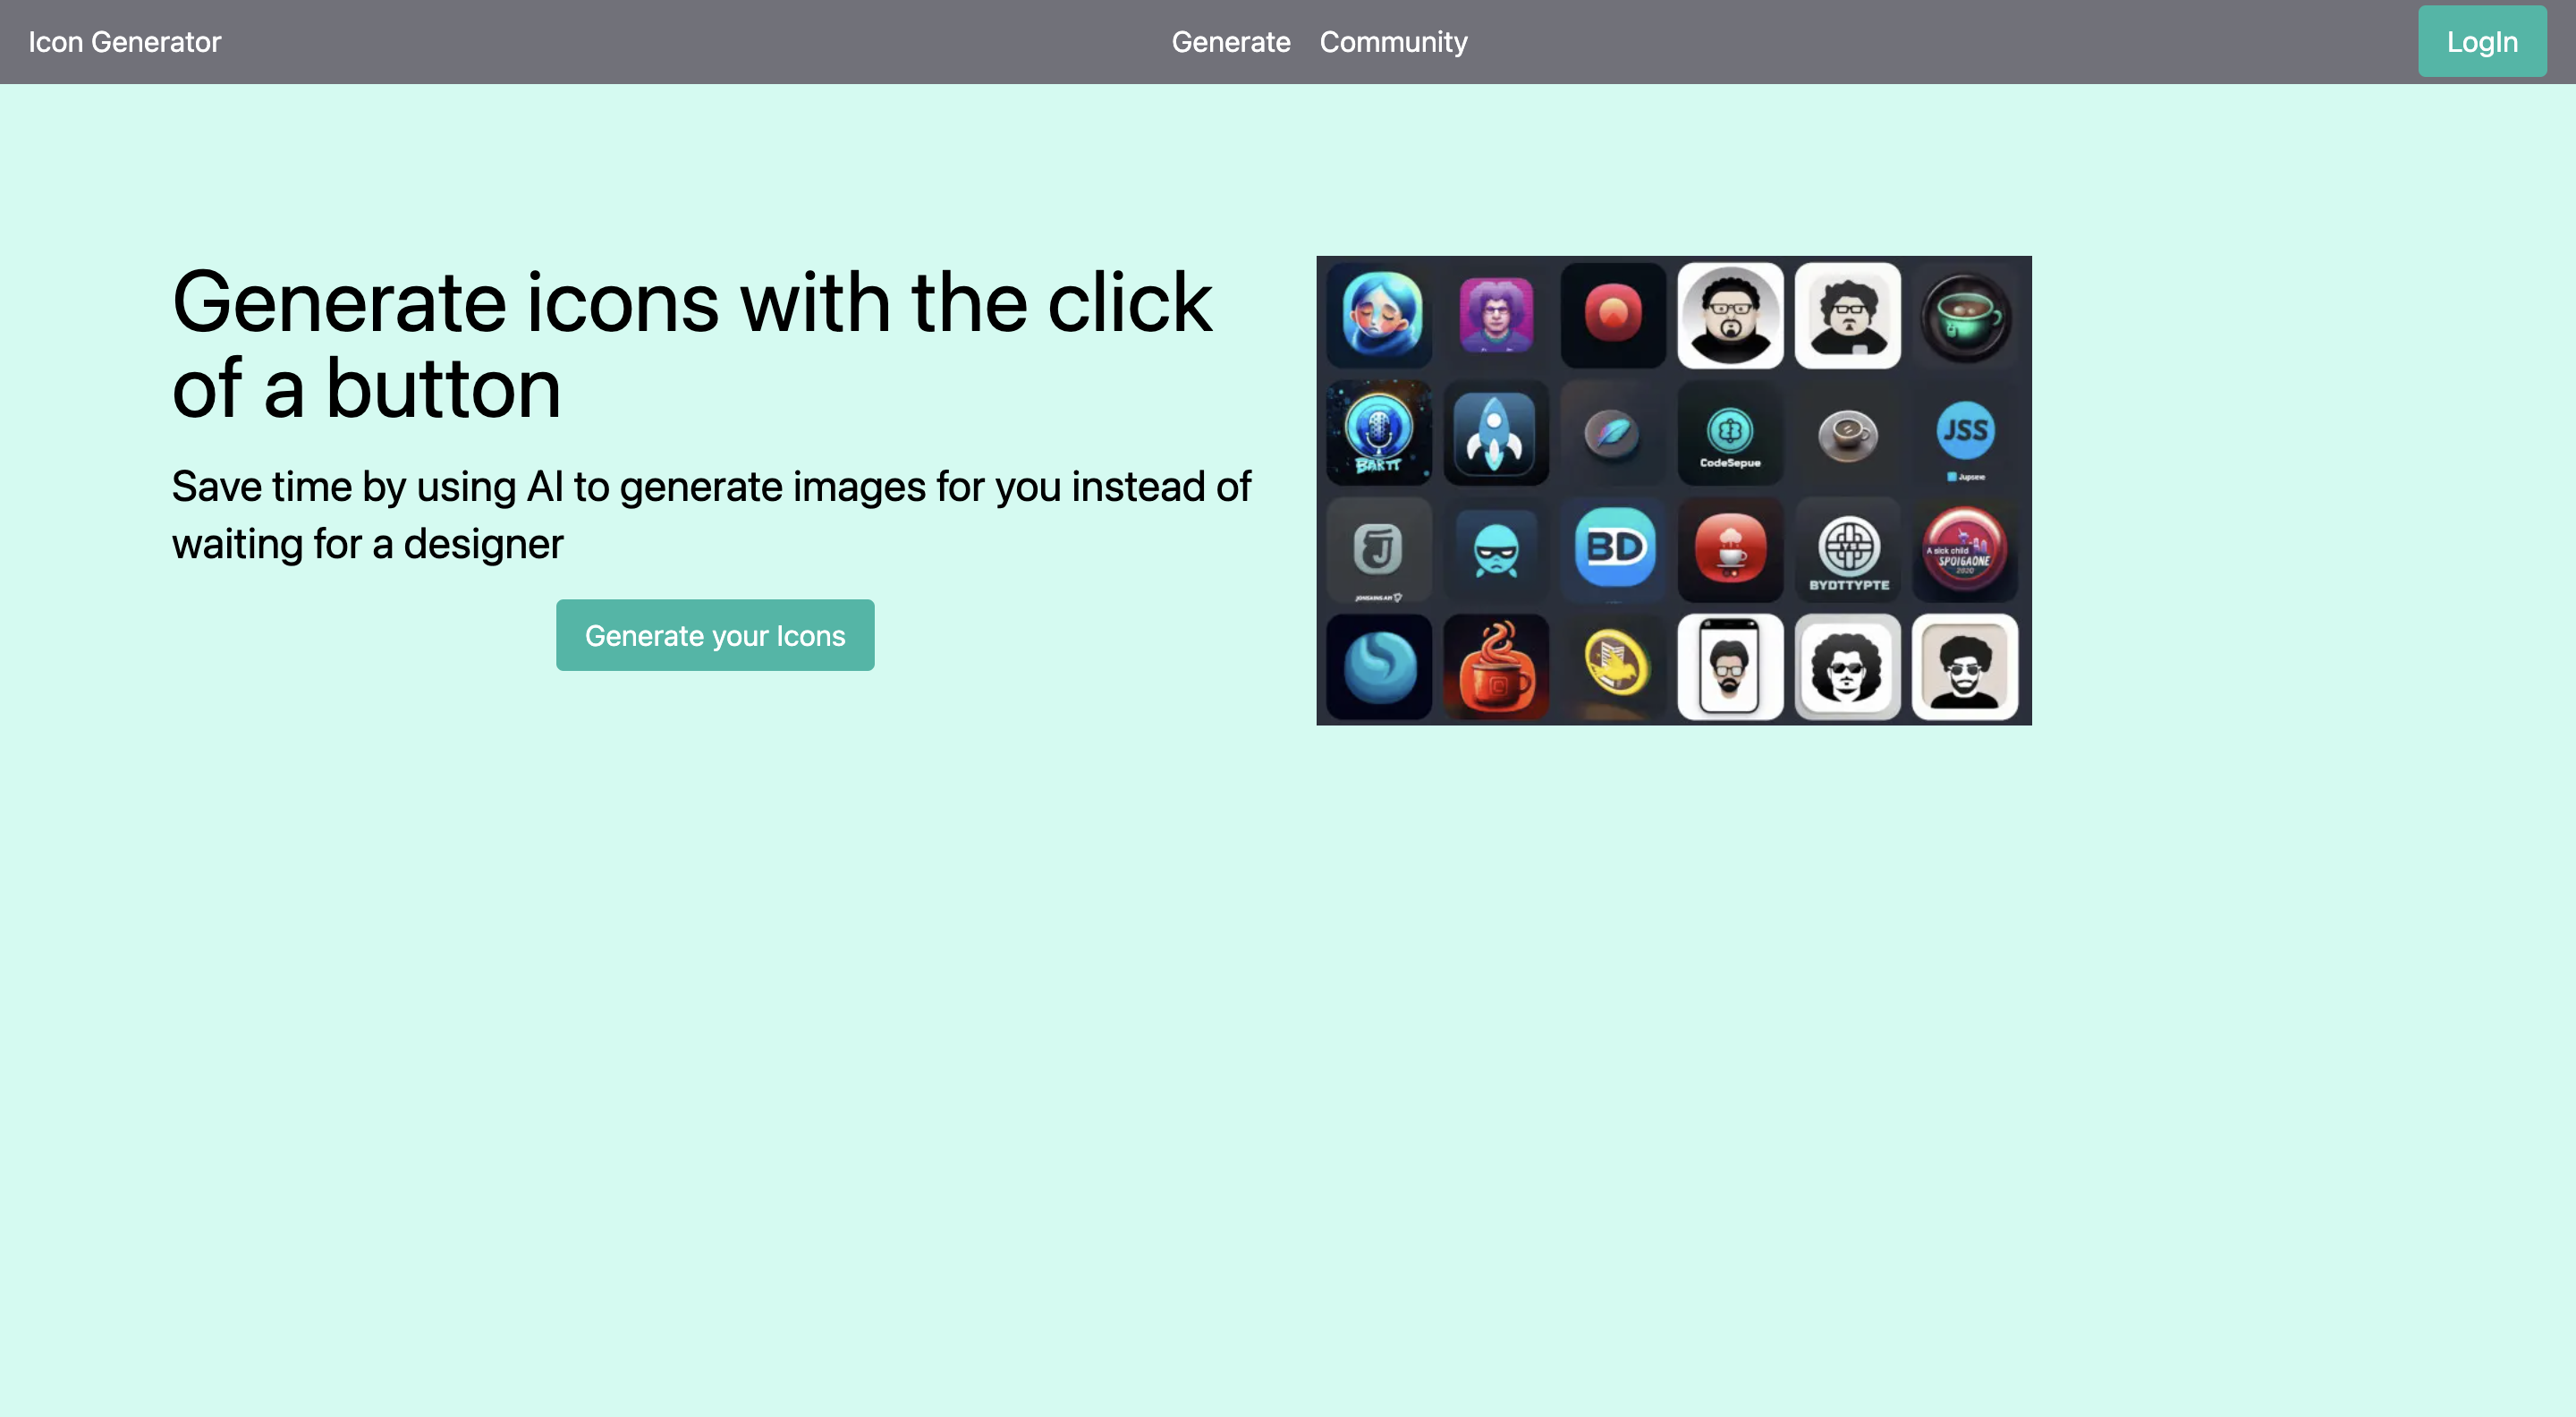 Icon Generator
Generate
Community
LogIn
Generate icons with the click
of a button
Save time by using AI to generate images for you instead of
waiting for a designer
Generate your Icons
BARTT
CodeSepue
JSS
J
BD
BYDTTYPTE
A sick child
SPOIGAONE
2020